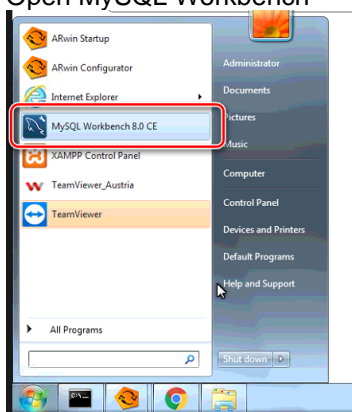 Open MySQL Workbench
ARwin Startup
ARwin Configurator
Internet Explorer
MySQL Workbench 8.0 CE
XAMPP Control Panel
TeamViewer_Austria
TeamViewer
All Programs
Administrator
Documents
Pictures
Music
Computer
Control Panel
Devices and Printers
Default Programs
Help and Support
Shut down